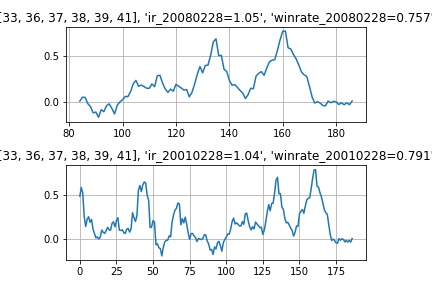 [33, 36, 37, 38, 39, 41], 'ir_20080228=1.05', 'winrate_20080228=0.757'
0.5
0.0
80 100 120 140 160 180
[33, 36, 37, 38, 39, 41], 'ir_20010228=1.04', 'winrate_20010228=0.791'
0.5
0.0
0 25 50 75 100 125 150 175